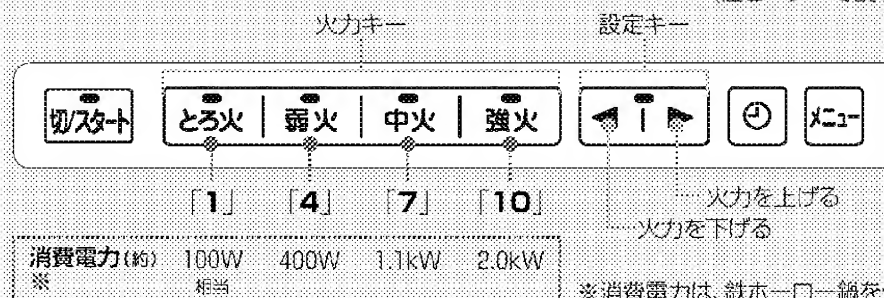 火力キー 設定キー
切/スタート とろ火 弱火 中火 強火 メニュー
「1」 「4」 「7」 「10」
火力を上げる
火力を下げる
消費電力(約) 100W 400W 1.1kW 2.0kW
※ 相当
※消費電力は、鉄ホーロー鍋を